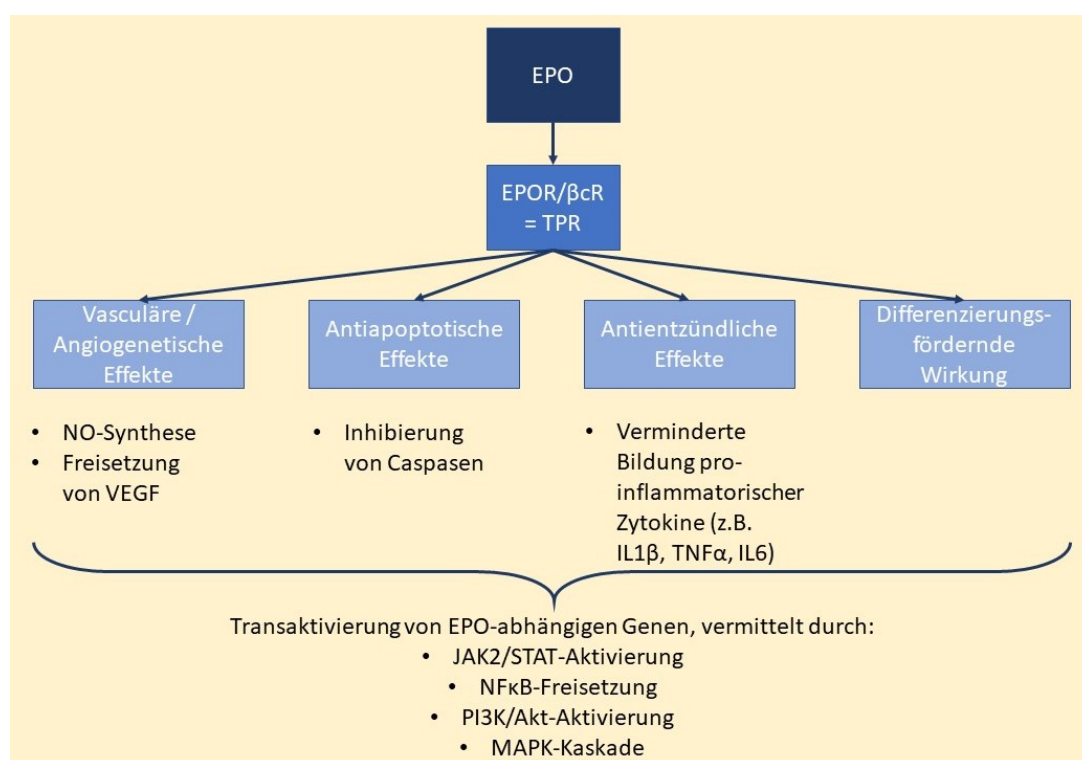 EPO
EPOR/βcR
= TPR
Vasculäre /
Angiogenetische
Effekte
Antiapoptotische
Effekte
Antientzündliche
Effekte
Differenzierungs-
fördernde
Wirkung
• NO-Synthese
• Freisetzung
von VEGF
• Inhibierung
von Caspasen
• Verminderte
Bildung pro-
inflammatorischer
Zytokine (z.B.
IL1β, TNFα, IL6)
Transaktivierung von EPO-abhängigen Genen, vermittelt durch:
• JAK2/STAT-Aktivierung
• NFκB-Freisetzung
• PI3K/Akt-Aktivierung
• MAPK-Kaskade